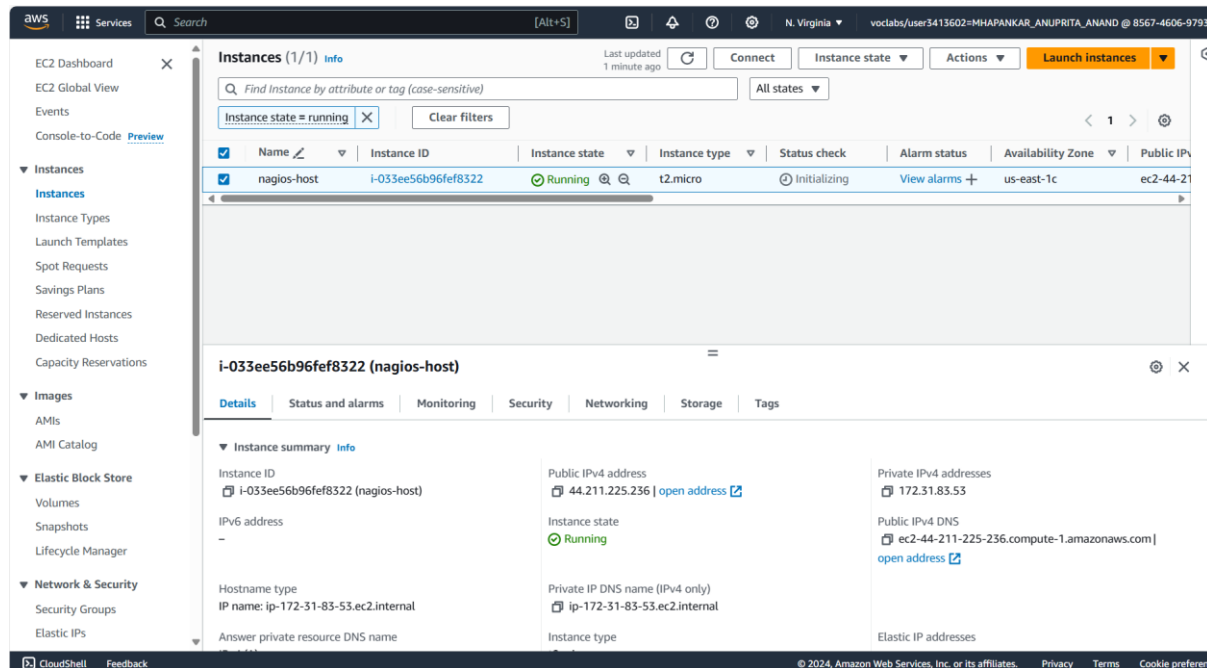 aws Services Search [Alt+S] N. Virginia voclabs/user3413602=MHAPANKAR_ANUPRITA_ANAND @ 8567-4606-9793
EC2 Dashboard
EC2 Global View
Events
Console-to-Code Preview
Instances
Instances
Instance Types
Launch Templates
Spot Requests
Savings Plans
Reserved Instances
Dedicated Hosts
Capacity Reservations
Images
AMIs
AMI Catalog
Elastic Block Store
Volumes
Snapshots
Lifecycle Manager
Network & Security
Security Groups
Elastic IPs
Instances (1/1) Info
Last updated
1 minute ago
Connect Instance state Actions Launch instances
Find Instance by attribute or tag (case-sensitive) All states
Instance state = running Clear filters
1
Name Instance ID Instance state Instance type Status check Alarm status Availability Zone Public IPv
nagios-host i-033ee56b96fef8322 Running t2.micro Initializing View alarms + us-east-1c ec2-44-21
i-033ee56b96fef8322 (nagios-host)
Details Status and alarms Monitoring Security Networking Storage Tags
Instance summary Info
Instance ID Public IPv4 address Private IPv4 addresses
i-033ee56b96fef8322 (nagios-host) 44.211.225.236 | open address 172.31.83.53
IPv6 address Instance state Public IPv4 DNS
– Running ec2-44-211-225-236.compute-1.amazonaws.com |
open address
Hostname type Private IP DNS name (IPv4 only)
IP name: ip-172-31-83-53.ec2.internal ip-172-31-83-53.ec2.internal
Answer private resource DNS name Instance type Elastic IP addresses
CloudShell Feedback © 2024, Amazon Web Services, Inc. or its affiliates. Privacy Terms Cookie preferen